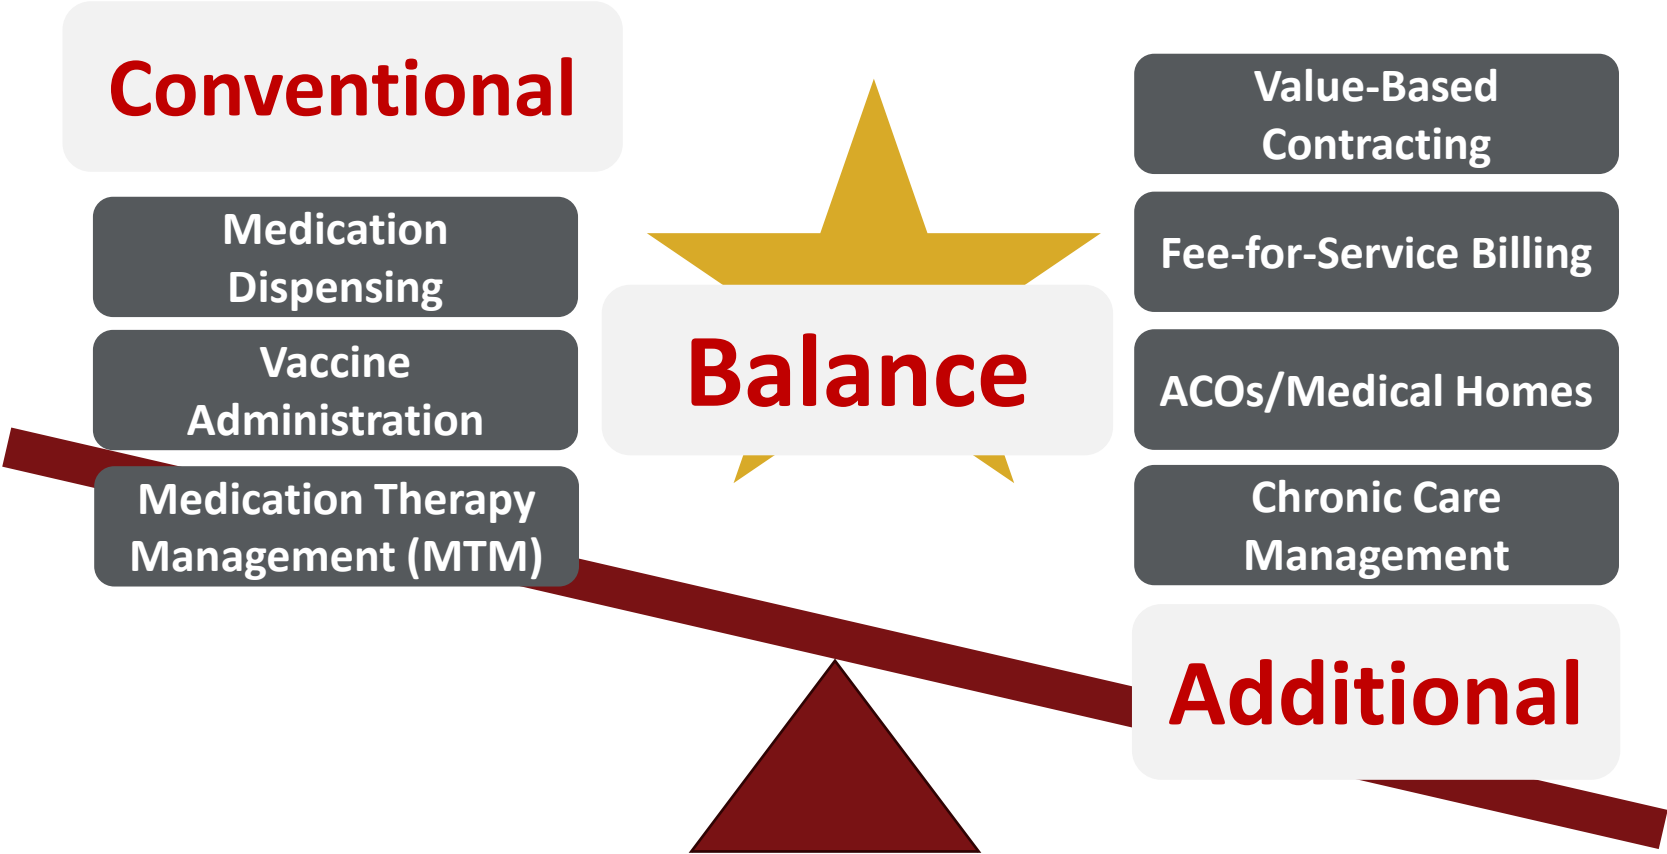 Conventional
Medication
Dispensing
Vaccine
Administration
Medication Therapy
Management (MTM)
Balance
Value-Based
Contracting
Fee-for-Service Billing
ACOs/Medical Homes
Chronic Care
Management
Additional